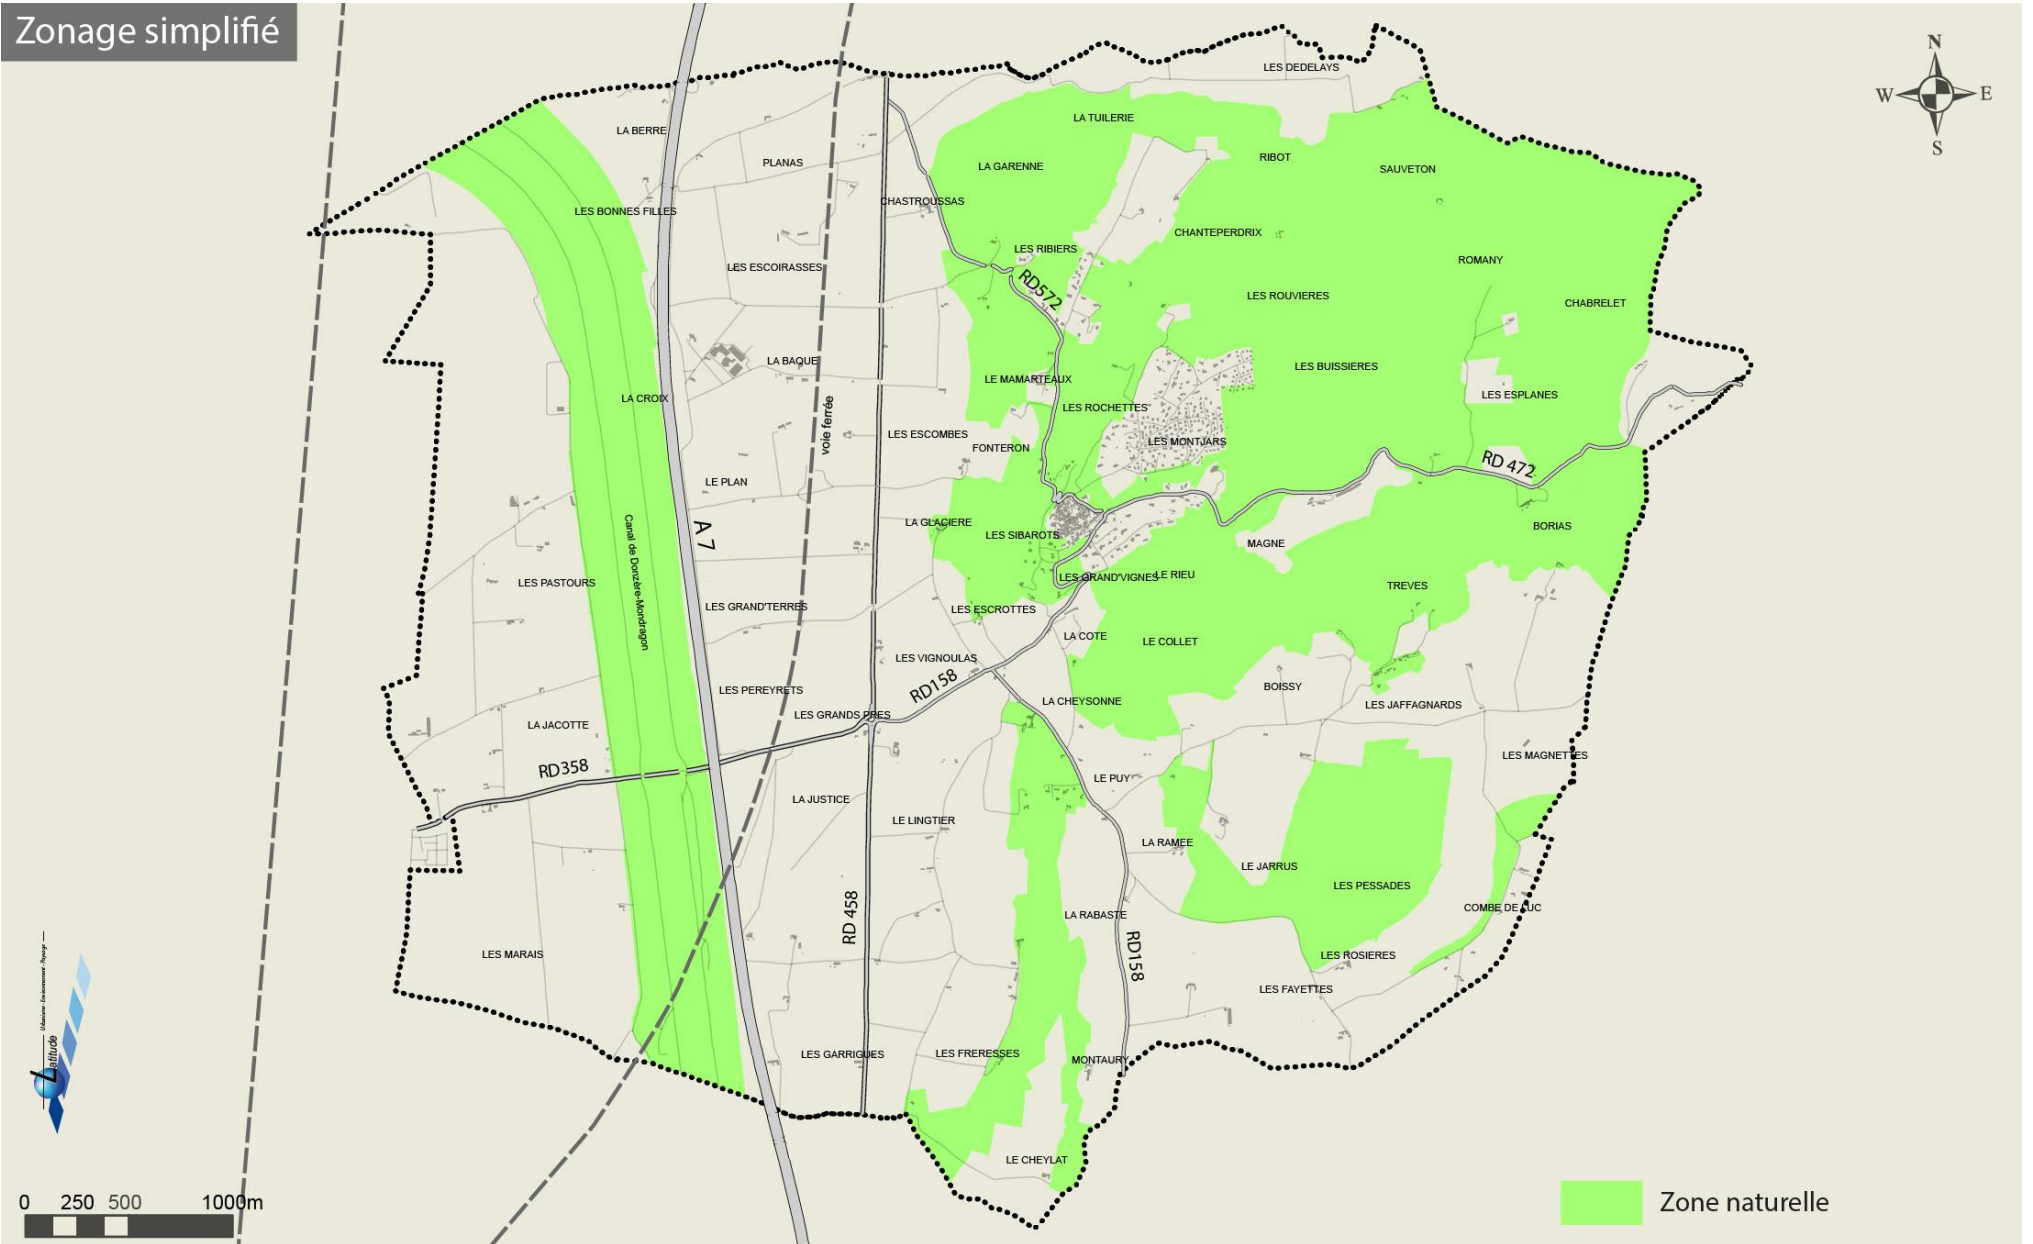 Zonage simplifié
N
W
E
S
LES DEDELAYS
LA TUILERIE
LA BERRE
PLANAS
LA GARENNE
RIBOT
SAUVETON
CHASTROUSSAS
LES BONNES FILLES
CHANTEPERDRIX
LES RIBIERS
ROMANY
LES ESCOIRASSES
RD572
LES ROUVIERES
CHABRELET
LA BAQUE
LES BUISSIERES
LE MAMARTEAUX
LES ESPLANES
LA CROIX
LES ROCHETTES
voie ferrée
LES ESCOMBES
FONTERON
LES MONTJARS
RD 472
LE PLAN
LA GLACIERE
LES SIBAROTS
BORIAS
A 7
MAGNE
Canal de Donzère-Mondragon
LES PASTOURS
LES GRAND'VIGNES
LE RIEU
TREVES
LES GRAND'TERRES
LES ESCROTTES
LA COTE
LE COLLET
LES VIGNOULAS
RD158
LES PEREYRETS
BOISSY
LA CHEYSONNE
LES JAFFAGNARDS
LES GRANDS PRES
LA JACOTTE
LES MAGNETTES
RD358
LE PUY
LA JUSTICE
LE LINGTIER
LA RAMEE
LE JARRUS
LES PESSADES
COMBE DE LUC
RD 458
LA RABASTE
RD158
LES MARAIS
LES ROSIERES
LES FAYETTES
LES GARRIGUES
LES FRERESSES
MONTAURY
LE CHEYLAT
Urbanisme - Environnement - Paysage
Latitude
0 250 500 1000m
Zone naturelle